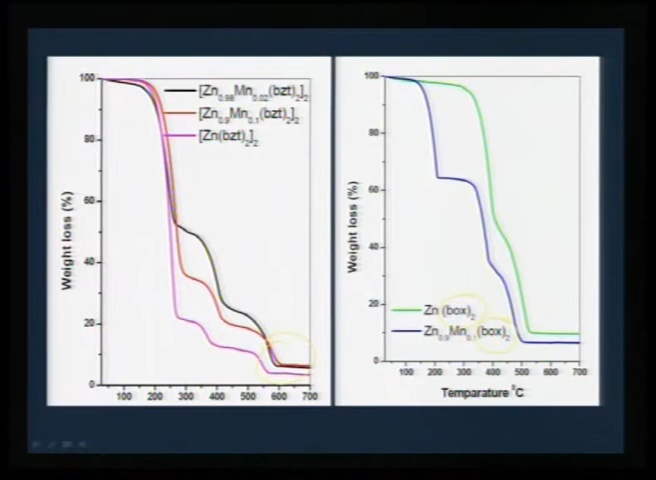 100
80
60
40
20
0
Weight loss (%)
[Zn0.98Mn0.02(bzt)2]2
[Zn0.9Mn0.1(bzt)2]2
[Zn(bzt)2]2
100 200 300 400 500 600 700
100
80
60
40
20
0
Weight loss (%)
Zn (box)2
Zn0.9Mn0.1(box)2
100 200 300 400 500 600 700
Temparature 0C